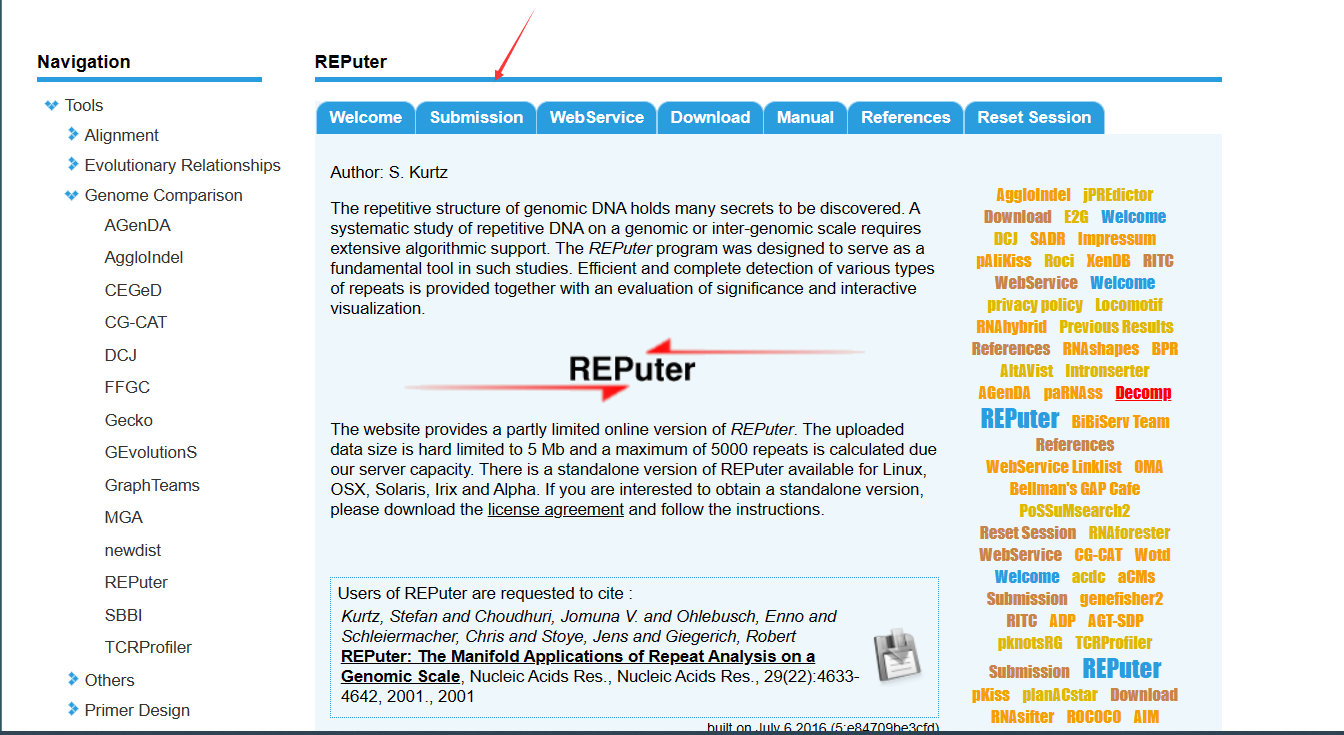 Navigation
Tools
Alignment
Evolutionary Relationships
Genome Comparison
AGenDA
AggloIndel
CEGeD
CG-CAT
DCJ
FFGC
Gecko
GEvolutionS
GraphTeams
MGA
newdist
REPuter
SBBI
TCRProfiler
Others
Primer Design
REPuter
Welcome Submission WebService Download Manual References Reset Session
Author: S. Kurtz
The repetitive structure of genomic DNA holds many secrets to be discovered. A
systematic study of repetitive DNA on a genomic or inter-genomic scale requires
extensive algorithmic support. The REPuter program was designed to serve as a
fundamental tool in such studies. Efficient and complete detection of various types
of repeats is provided together with an evaluation of significance and interactive
visualization.
REPuter
The website provides a partly limited online version of REPuter. The uploaded
data size is hard limited to 5 Mb and a maximum of 5000 repeats is calculated due
our server capacity. There is a standalone version of REPuter available for Linux,
OSX, Solaris, Irix and Alpha. If you are interested to obtain a standalone version,
please download the license agreement and follow the instructions.
Users of REPuter are requested to cite :
Kurtz, Stefan and Choudhuri, Jomuna V. and Ohlebusch, Enno and
Schleiermacher, Chris and Stoye, Jens and Giegerich, Robert
REPuter: The Manifold Applications of Repeat Analysis on a
Genomic Scale, Nucleic Acids Res., Nucleic Acids Res., 29(22):4633-
4642, 2001., 2001
built on July 6 2016 (5:e84709be3cfd)
AggloIndel jPREdictor
Download E2G Welcome
DCJ SADR Impressum
pAliKiss Roci XenDB RITC
WebService Welcome
privacy policy Locomotif
RNAhybrid Previous Results
References RNAshapes BPR
AltAVist Intronserter
AGenDA paRNAss Decomp
REPuter BiBiServ Team
References
WebService Linklist OMA
Bellman's GAP Cafe
PoSSuMsearch2
Reset Session RNAforester
WebService CG-CAT Wotd
Welcome acdc aCMs
Submission genefisher2
RITC ADP AGT-SDP
pknotsRG TCRProfiler
Submission REPuter
pKiss planACstar Download
RNAsifter ROCOCO AIM